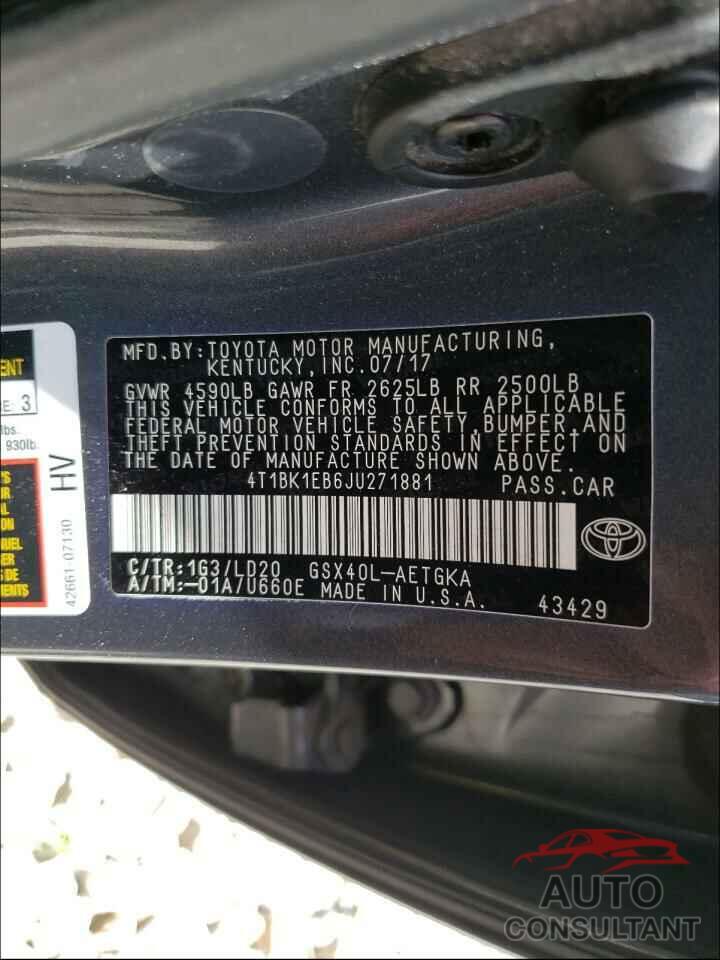 MFD.BY:TOYOTA MOTOR MANUFACTURING,
KENTUCKY,INC.07/17
GVWR 4590LB GAWR FR 2625LB RR 2500LB
THIS VEHICLE CONFORMS TO ALL APPLICABLE
FEDERAL MOTOR VEHICLE SAFETY,BUMPER,AND
THEFT PREVENTION STANDARDS IN EFFECT ON
THE DATE OF MANUFACTURE SHOWN ABOVE.
4T1BK1EB6JU271881 PASS.CAR
C/TR:1G3/LD20 GSX40L-AETGKA
A/TM:-01A/U660E MADE IN U.S.A. 43429
3
lbs.
930lb.
HV
42661-07130
AUTO
CONSULTANT